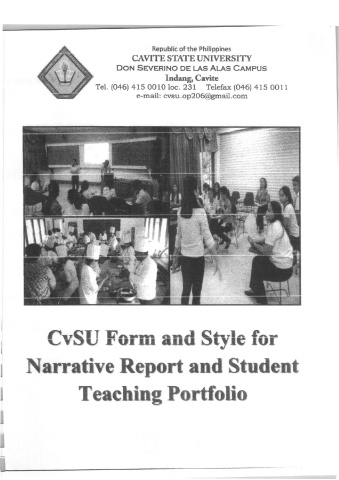 Republic of the Philippines
CAVITE STATE UNIVERSITY
DON SEVERINO DE LAS ALAS CAMPUS
Indang, Cavite
Tel. (046) 415 0010 loc. 231 Telefax (046) 415 0011
e-mail: cvsu.op206@gmail.com
CvSU Form and Style for
Narrative Report and Student
Teaching Portfolio